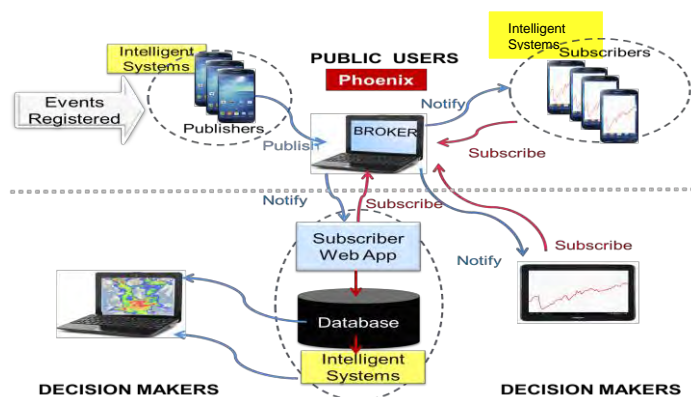 Intelligent
Systems
PUBLIC USERS
Phoenix
Intelligent
Systems
Subscribers
Events
Registered
Publishers
Publish
BROKER
Notify
Subscribe
Notify
Subscribe
Subscriber
Web App
Notify
Subscribe
Database
Intelligent
Systems
DECISION MAKERS
DECISION MAKERS